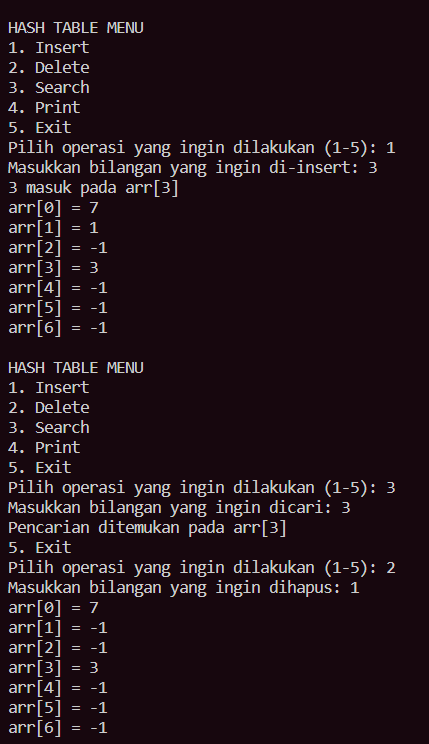 HASH TABLE MENU
1. Insert
2. Delete
3. Search
4. Print
5. Exit
Pilih operasi yang ingin dilakukan (1-5): 1
Masukkan bilangan yang ingin di-insert: 3
3 masuk pada arr[3]
arr[0] = 7
arr[1] = 1
arr[2] = -1
arr[3] = 3
arr[4] = -1
arr[5] = -1
arr[6] = -1
HASH TABLE MENU
1. Insert
2. Delete
3. Search
4. Print
5. Exit
Pilih operasi yang ingin dilakukan (1-5): 3
Masukkan bilangan yang ingin dicari: 3
Pencarian ditemukan pada arr[3]
5. Exit
Pilih operasi yang ingin dilakukan (1-5): 2
Masukkan bilangan yang ingin dihapus: 1
arr[0] = 7
arr[1] = -1
arr[2] = -1
arr[3] = 3
arr[4] = -1
arr[5] = -1
arr[6] = -1